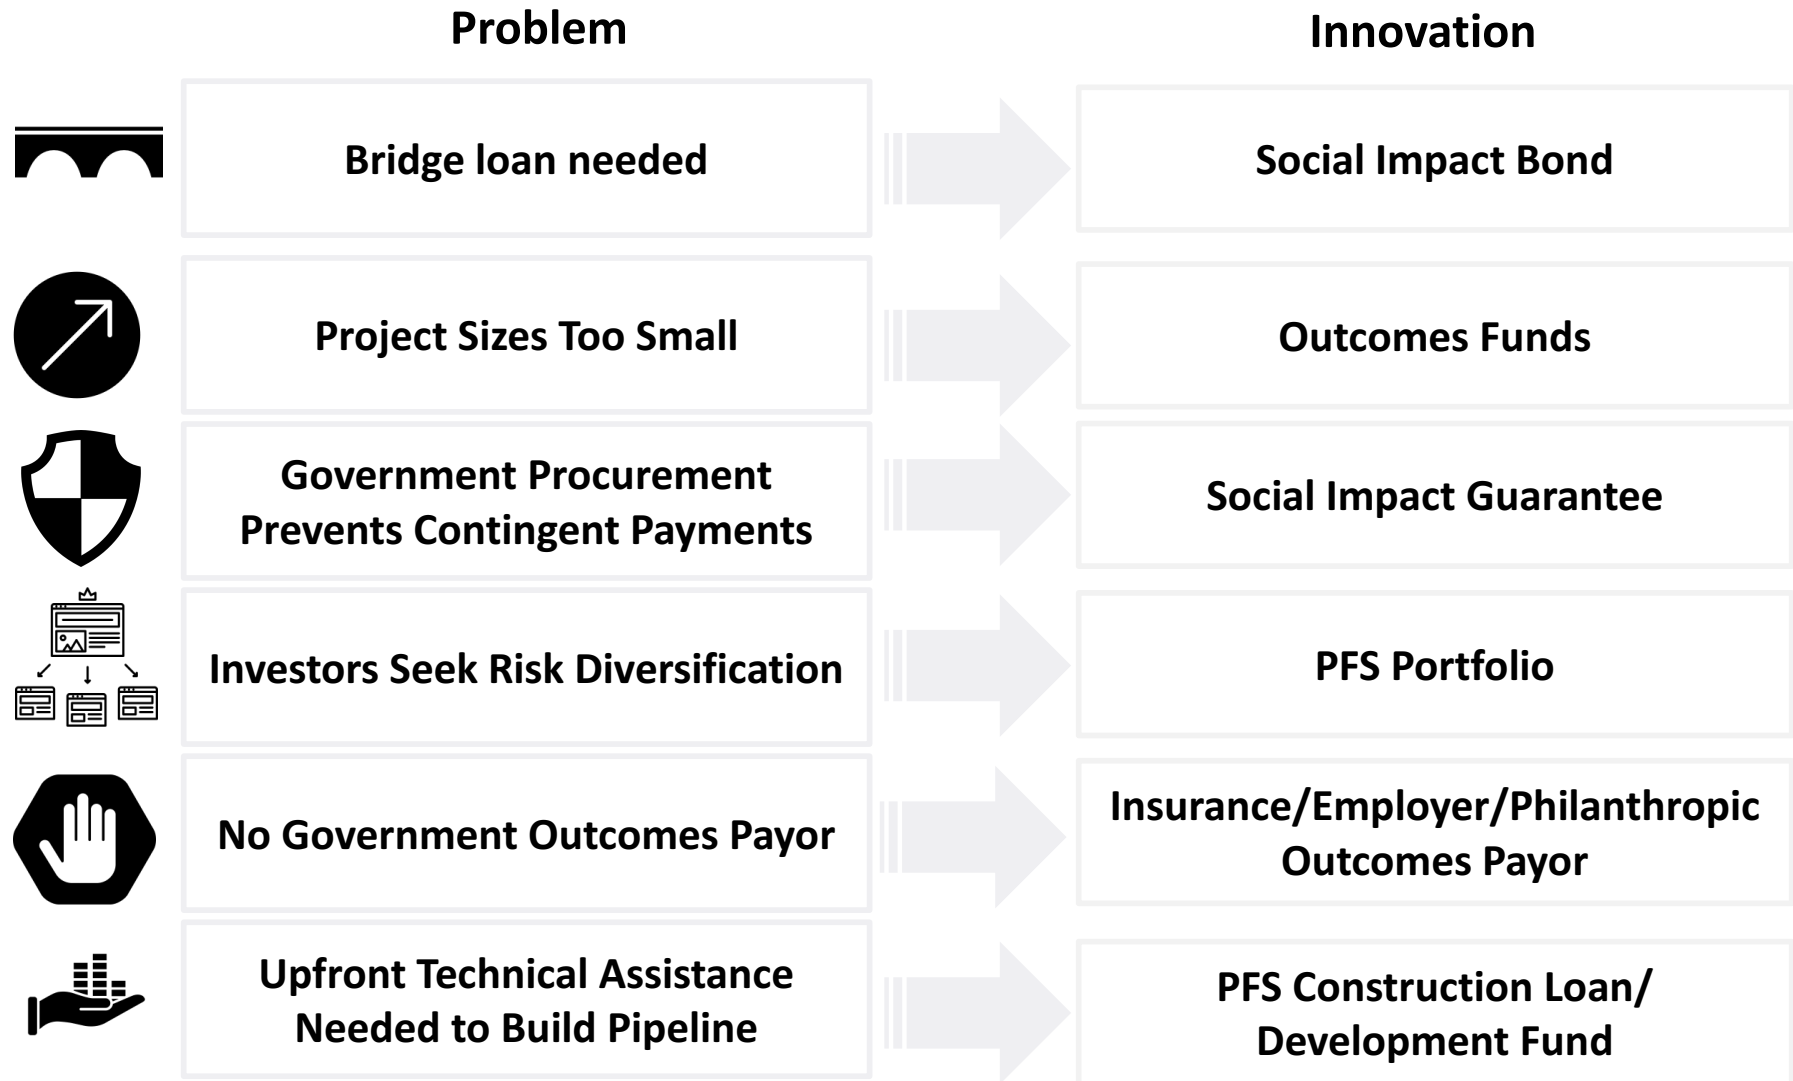 Problem
Innovation
Bridge loan needed
Social Impact Bond
Project Sizes Too Small
Outcomes Funds
Government Procurement
Prevents Contingent Payments
Social Impact Guarantee
Investors Seek Risk Diversification
PFS Portfolio
No Government Outcomes Payor
Insurance/Employer/Philanthropic
Outcomes Payor
Upfront Technical Assistance
Needed to Build Pipeline
PFS Construction Loan/
Development Fund